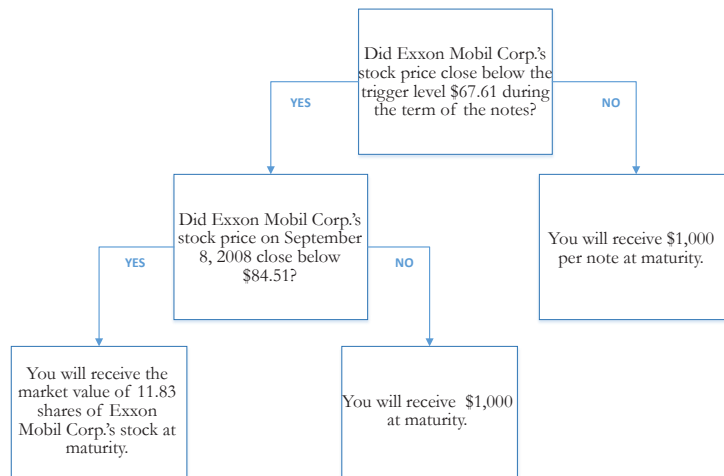 Did Exxon Mobil Corp.'s
stock price close below the
trigger level $67.61 during
the term of the notes?
YES
NO
Did Exxon Mobil Corp.'s
stock price on September
8, 2008 close below
$84.51?
You will receive $1,000
per note at maturity.
YES
NO
You will receive the
market value of 11.83
shares of Exxon
Mobil Corp.'s stock at
maturity.
You will receive $1,000
at maturity.